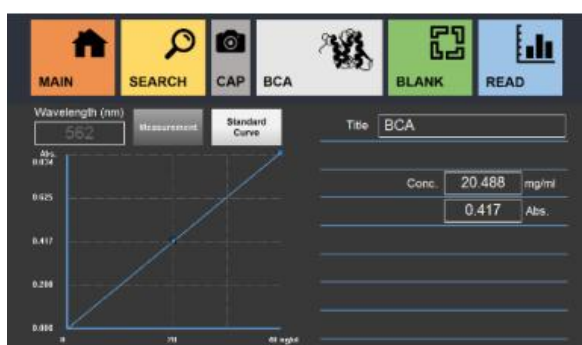 MAIN
SEARCH
CAP
BCA
BLANK
READ
Wavelength (nm)
562
Measurement
Standard
Curve
Title
BCA
Abs.
0.834
0.625
0.417
0.000
0
20
Conc.
20.488
mg/ml
0.417
Abs.